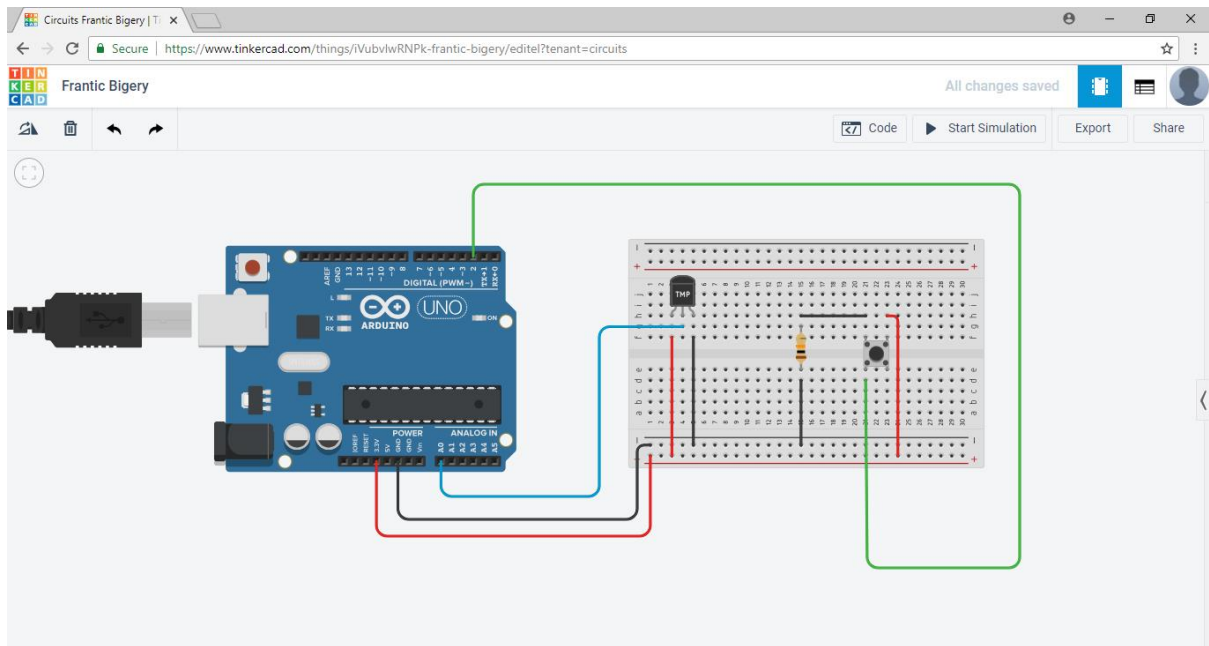 Circuits Frantic Bigery | Ti
Secure | https://www.tinkercad.com/things/iVubvIwRNPk-frantic-bigery/editel?tenant=circuits
TIN
KER
CAD
Frantic Bigery
All changes saved
Code
Start Simulation
Export
Share
AREF
GND
13
12
~11
~10
~9
8
7
~6
~5
4
~3
2
TX→1
RX←0
DIGITAL (PWM~)
L
TX
RX
ARDUINO
UNO
ON
POWER
ANALOG IN
IOREF
RESET
3.3V
5V
GND
GND
Vin
A0
A1
A2
A3
A4
A5
TMP